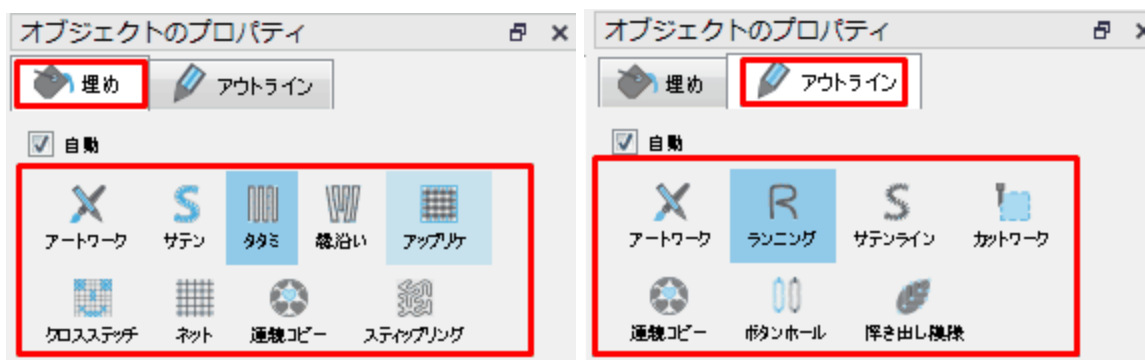 オブジェクトのプロパティ
埋め アウトライン
自動
アートワーク サテン タタミ 縁沿い アップリケ
クロスステッチ ネット 連続コピー スティップリング
オブジェクトのプロパティ
埋め アウトライン
自動
アートワーク ランニング サテンライン カットワーク
連続コピー ボタンホール 浮き出し模様